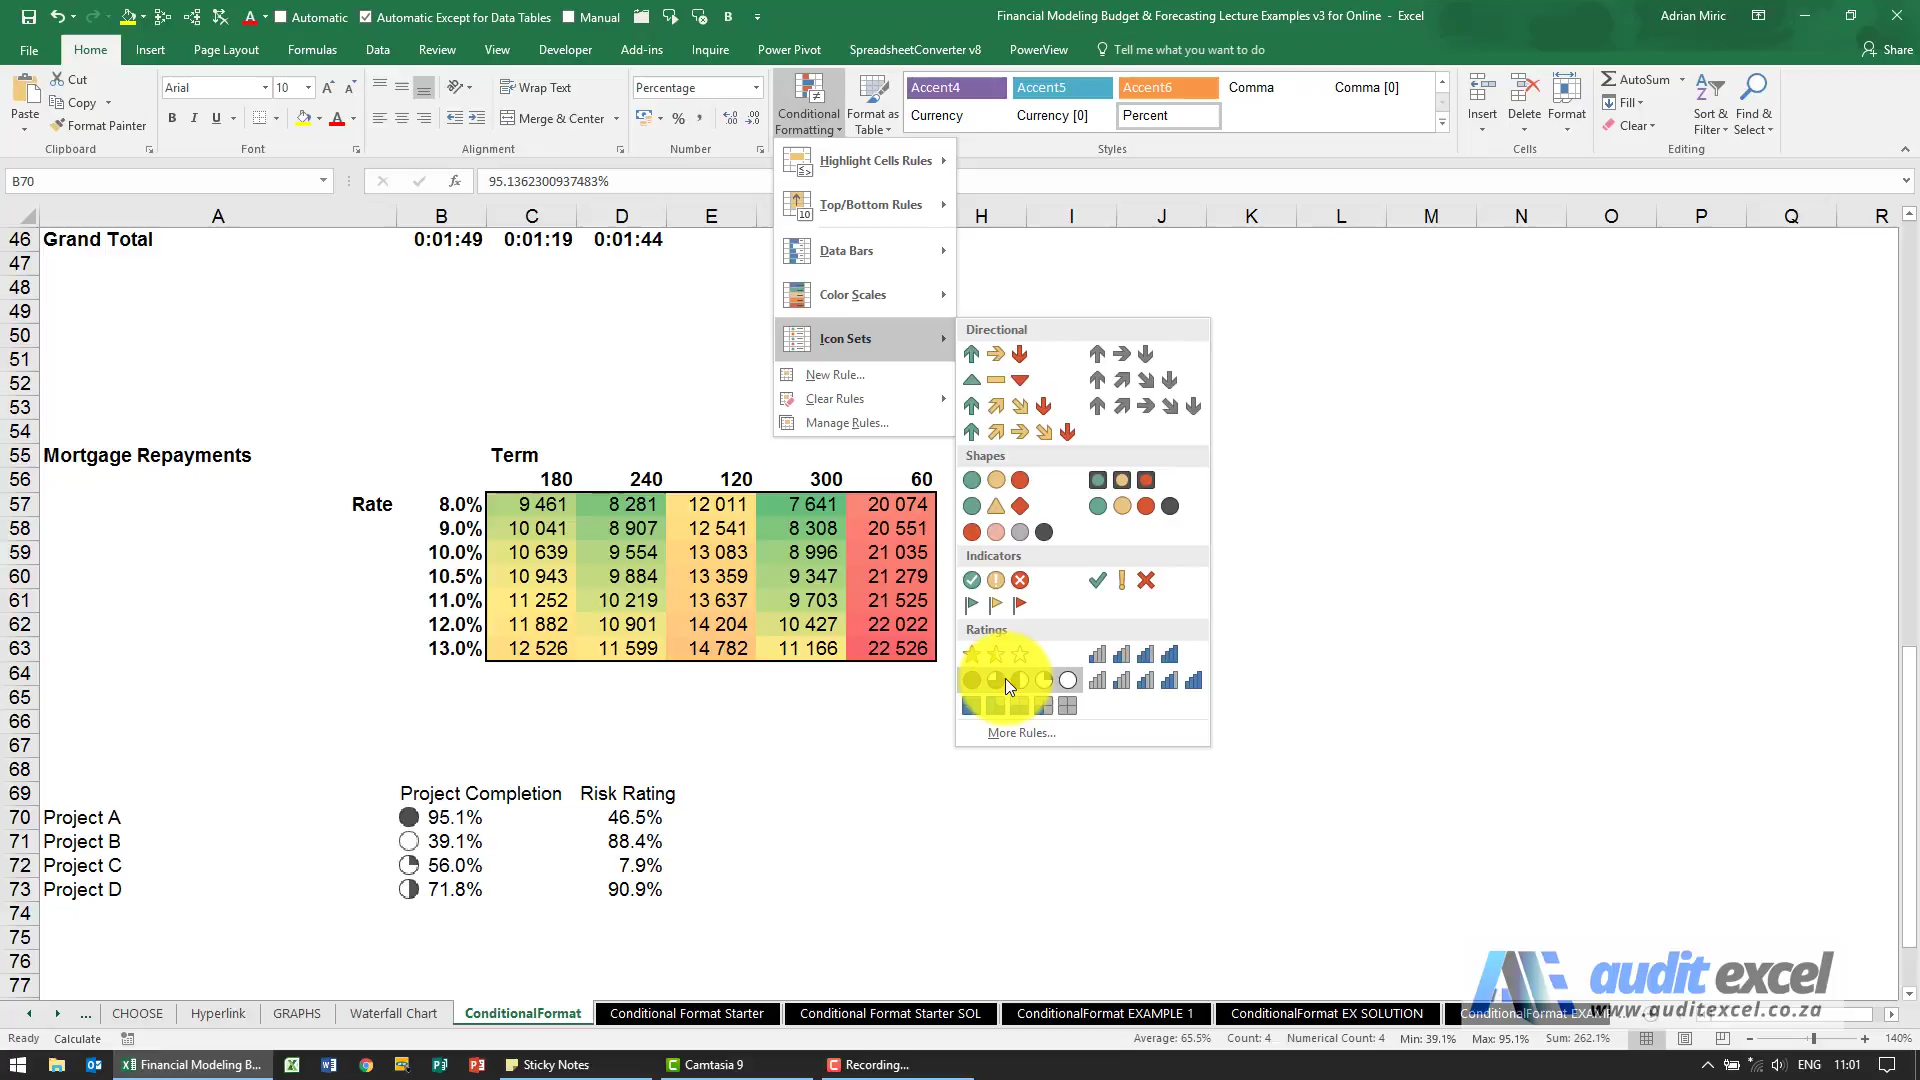 Automatic Automatic Except for Data Tables Manual B Financial Modeling Budget & Forecasting Lecture Examples v3 for Online - Excel Adrian Miric
File Home Insert Page Layout Formulas Data Review View Developer Add-ins Inquire Power Pivot SpreadsheetConverter v8 PowerView Tell me what you want to do Share
Paste
Cut
Copy
Format Painter
Clipboard
Arial 10
B I U
Font
Wrap Text
Merge & Center
Alignment
Percentage
%
Number
Conditional Formatting
Format as Table
Accent4 Accent5 Accent6 Comma Comma [0]
Currency Currency [0] Percent
Styles
Insert Delete Format
Cells
AutoSum
Fill
Clear
Sort & Filter
Find & Select
Editing
B70 fx 95.1362300937483%
A B C D E H I J K L M N O P Q R
46 Grand Total 0:01:49 0:01:19 0:01:44
47
48
49
50
51
52
53
54
55 Mortgage Repayments Term
56 180 240 120 300 60
57 Rate 8.0% 9 461 8 281 12 011 7 641 20 074
58 9.0% 10 041 8 907 12 541 8 308 20 551
59 10.0% 10 639 9 554 13 083 8 996 21 035
60 10.5% 10 943 9 884 13 359 9 347 21 279
61 11.0% 11 252 10 219 13 637 9 703 21 525
62 12.0% 11 882 10 901 14 204 10 427 22 022
63 13.0% 12 526 11 599 14 782 11 166 22 526
64
65
66
67
68
69 Project Completion Risk Rating
70 Project A 95.1% 46.5%
71 Project B 39.1% 88.4%
72 Project C 56.0% 7.9%
73 Project D 71.8% 90.9%
74
75
76
77
Highlight Cells Rules
Top/Bottom Rules
Data Bars
Color Scales
Icon Sets
New Rule...
Clear Rules
Manage Rules...
Directional
Shapes
Indicators
Ratings
More Rules...
audit excel
www.auditexcel.co.za
... CHOOSE Hyperlink GRAPHS Waterfall Chart ConditionalFormat Conditional Format Starter Conditional Format Starter SOL ConditionalFormat EXAMPLE 1 ConditionalFormat EX SOLUTION
Ready Calculate Average: 65.5% Count: 4 Numerical Count: 4 Min: 39.1% Max: 95.1% Sum: 262.1% 140%
Financial Modeling B... Sticky Notes Camtasia 9 Recording... ENG 11:01